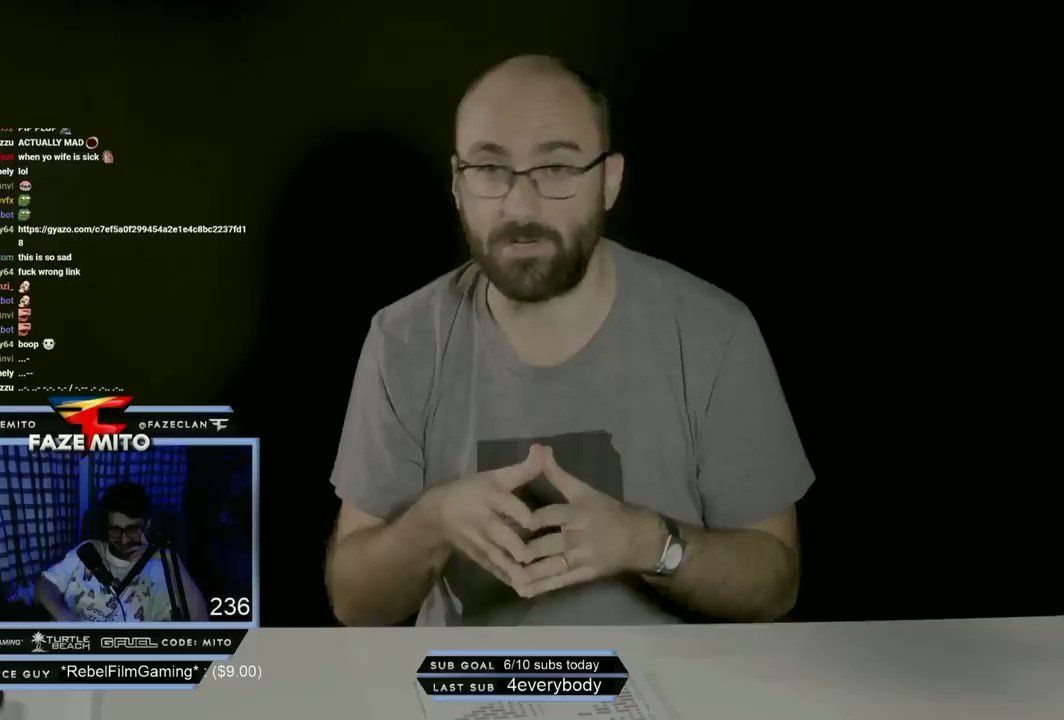 ACTUALLY MAD
when yo wife is sick
lol
https://gyazo.com/c7ef5a0f299454a2e1e4c8bc2237fd1
8
this is so sad
fuck wrong link
boop
...-
...--
@FAZECLAN
FAZE MITO
236
TURTLE BEACH
GFUEL CODE: MITO
*RebelFilmGaming* : ($9.00)
SUB GOAL 6/10 subs today
LAST SUB 4everybody